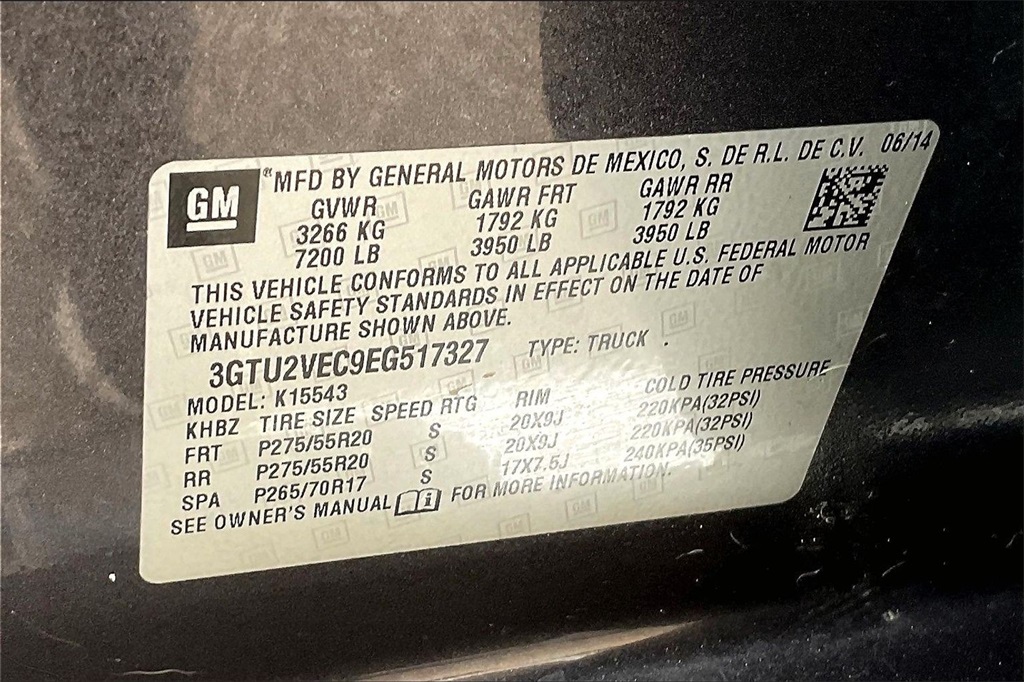 GM ®MFD BY GENERAL MOTORS DE MEXICO, S. DE R.L. DE C.V. 06/14
GVWR GAWR FRT GAWR RR
3266 KG 1792 KG 1792 KG
7200 LB 3950 LB 3950 LB
THIS VEHICLE CONFORMS TO ALL APPLICABLE U.S. FEDERAL MOTOR
VEHICLE SAFETY STANDARDS IN EFFECT ON THE DATE OF
MANUFACTURE SHOWN ABOVE.
3GTU2VEC9EG517327 TYPE: TRUCK .
MODEL: K15543
KHBZ TIRE SIZE SPEED RTG RIM COLD TIRE PRESSURE
FRT P275/55R20 S 20X9J 220KPA(32PSI)
RR P275/55R20 S 20X9J 220KPA(32PSI)
SPA P265/70R17 S 17X7.5J 240KPA(35PSI)
SEE OWNER'S MANUAL FOR MORE INFORMATION.